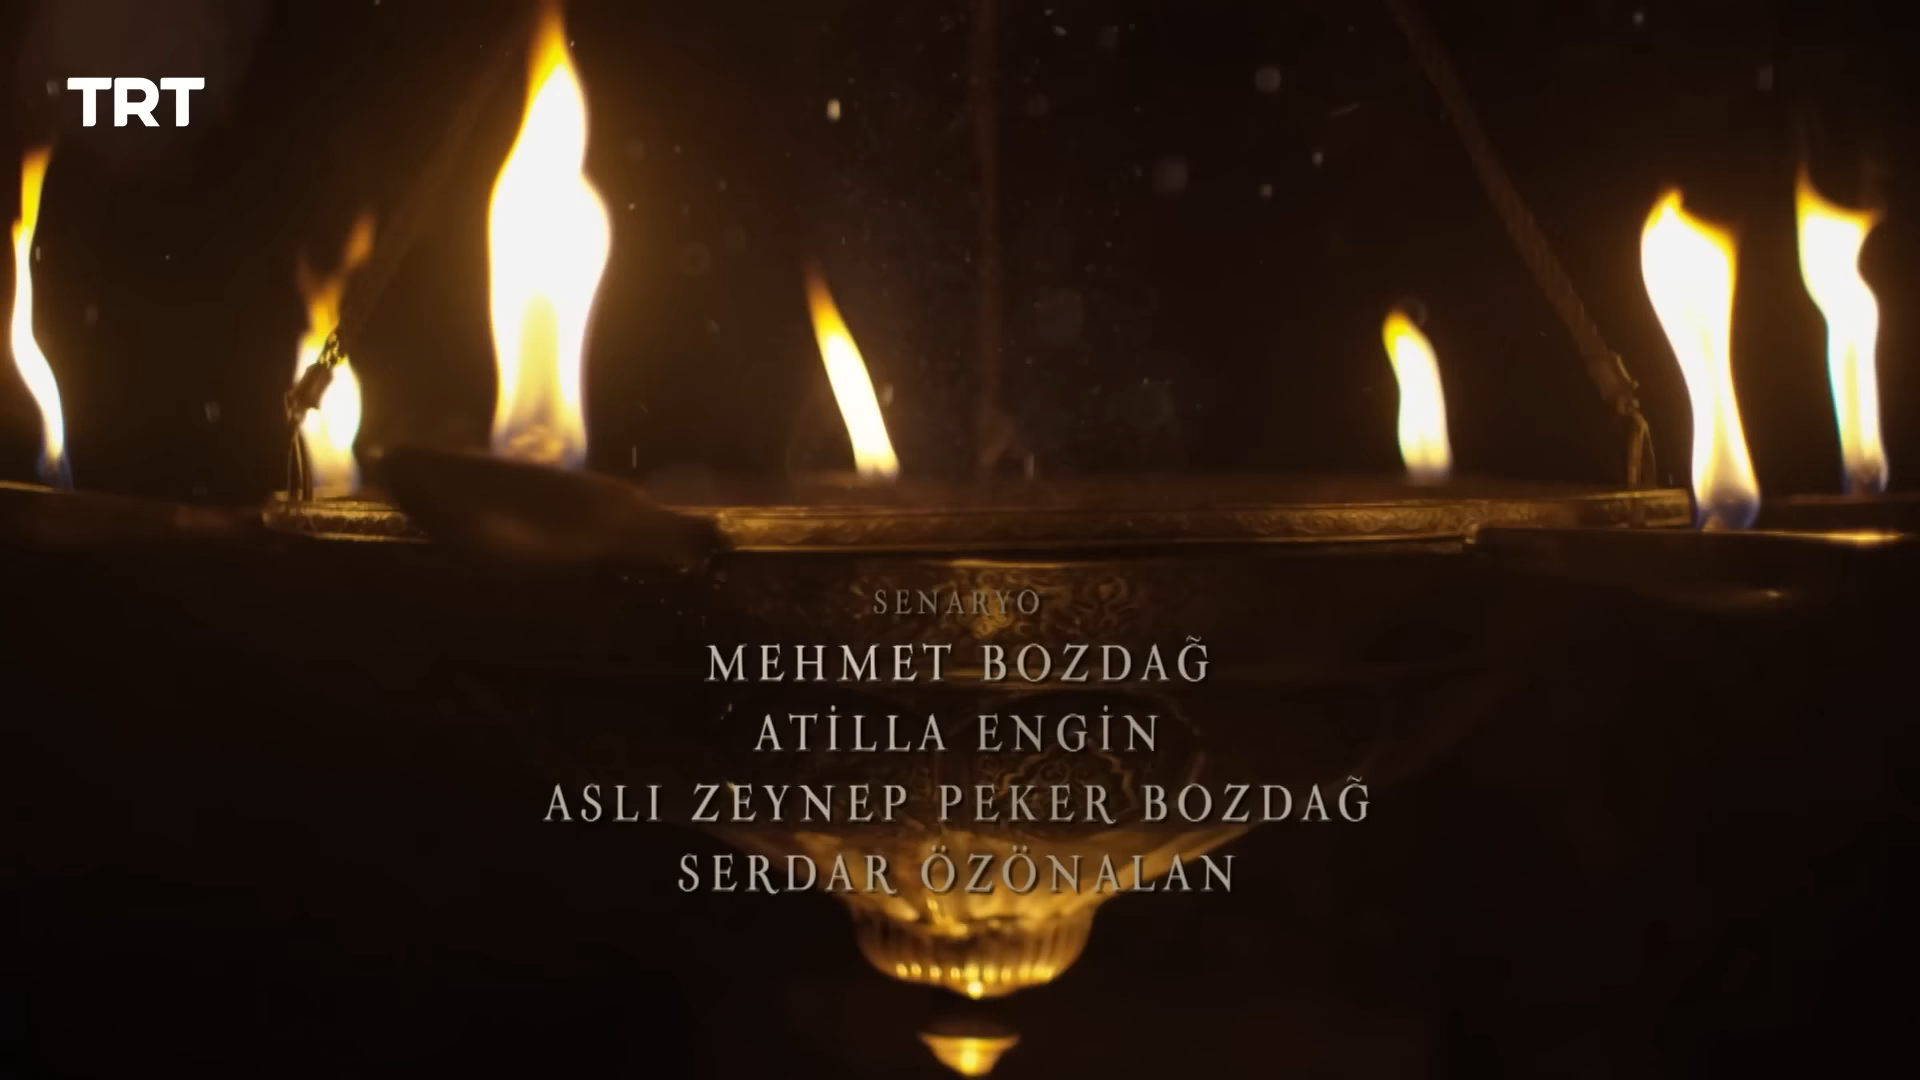 TRT
SENARYO
MEHMET BOZDAĞ
ATİLLA ENGİN
ASLI ZEYNEP PEKER BOZDAĞ
SERDAR ÖZÖNALAN